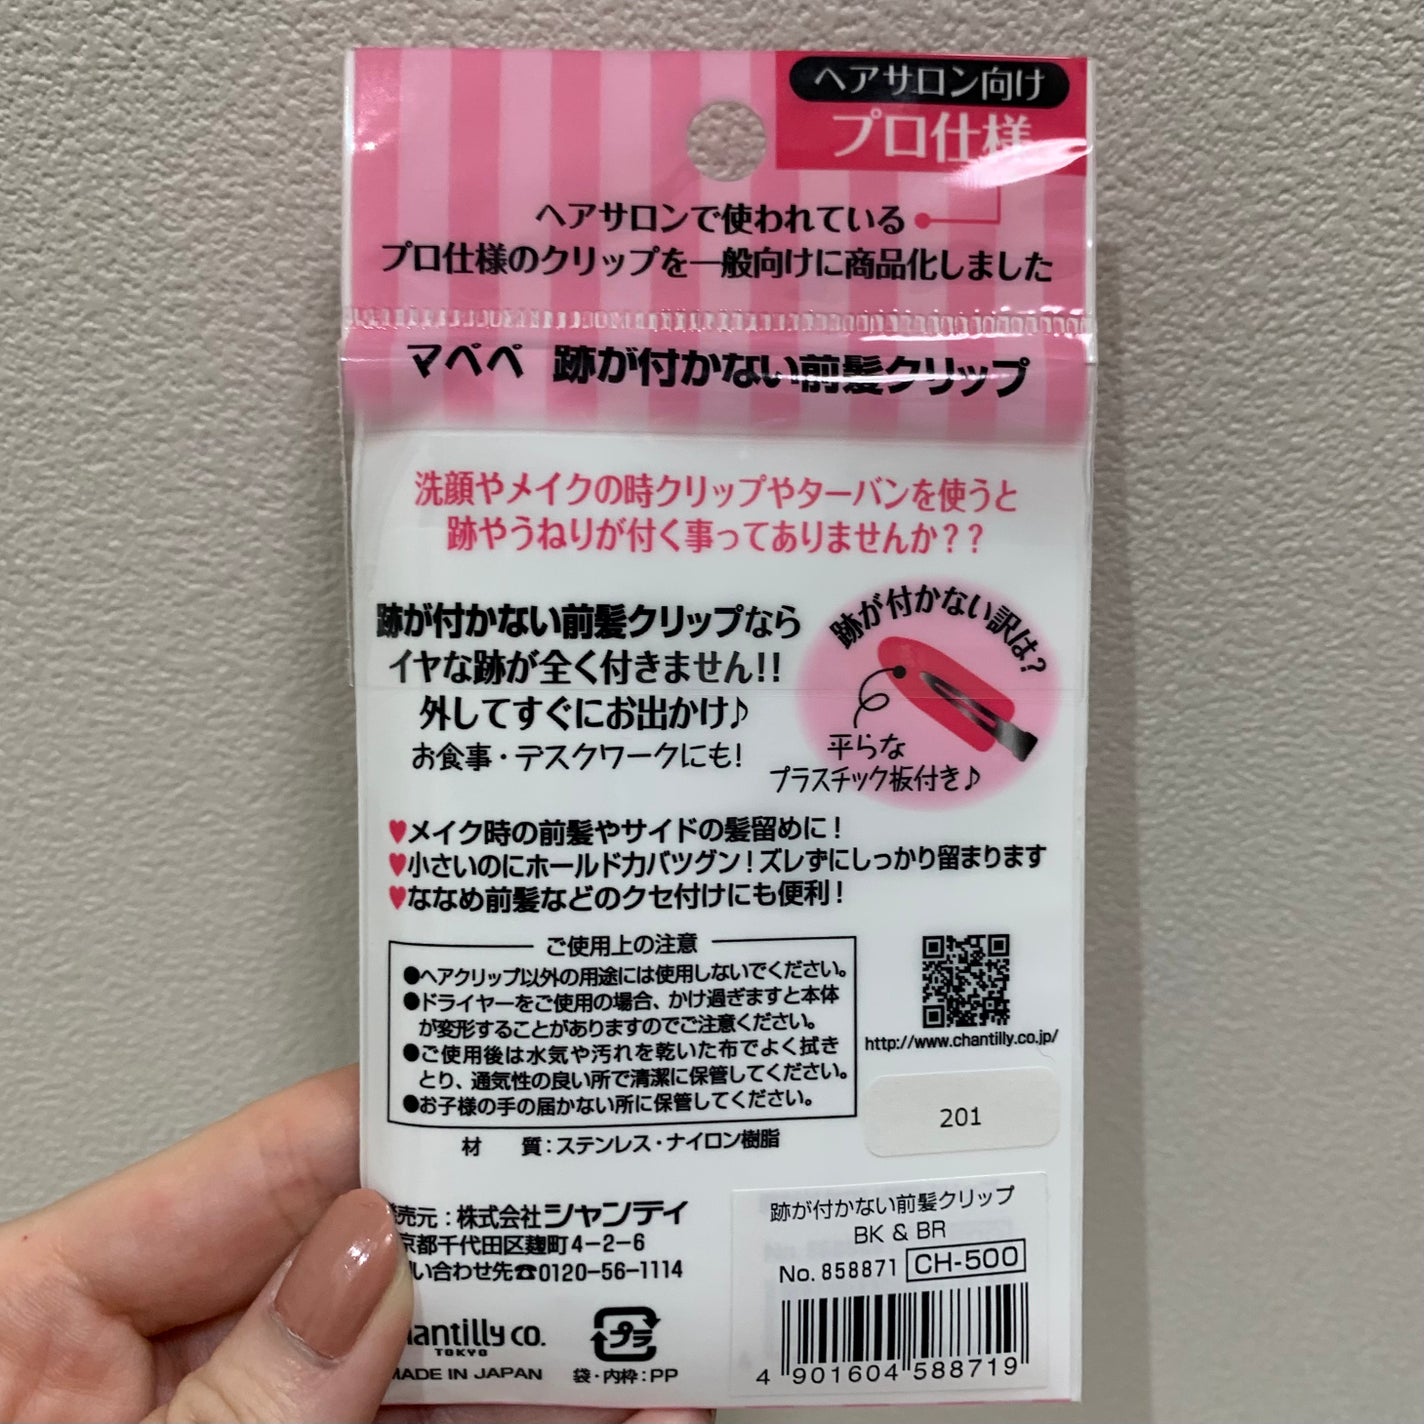 ヘアサロン向け
プロ仕様
ヘアサロンで使われている
プロ仕様のクリップを一般向けに商品化しました
マペペ 跡が付かない前髪クリップ
洗顔やメイクの時クリップやターバンを使うと
跡やうねりが付く事ってありませんか??
跡が付かない前髪クリップなら
イヤな跡が全く付きません!!
外してすぐにお出かけ♪
お食事・デスクワークにも!
跡が付かない訳は?
平らな
プラスチック板付き♪
♥メイク時の前髪やサイドの髪留めに!
♥小さいのにホールド力バツグン!ズレずにしっかり留まります
♥ななめ前髪などのクセ付けにも便利!
ご使用上の注意
●ヘアクリップ以外の用途には使用しないでください。
●ドライヤーをご使用の場合、かけ過ぎますと本体
が変形することがありますのでご注意ください。
●ご使用後は水気や汚れを乾いた布でよく拭き
とり、通気性の良い所で清潔に保管してください。
●お子様の手の届かない所に保管してください。
材 質:ステンレス・ナイロン樹脂
http://www.chantilly.co.jp/
201
売元:株式会社シャンティ
京都千代田区麹町4-2-6
い合わせ先☎0120-56-1114
hantilly co.
TOKYO
MADE IN JAPAN
プラ
袋・内枠:PP
跡が付かない前髪クリップ
BK & BR
No. 858871 CH-500
4 901604 588719